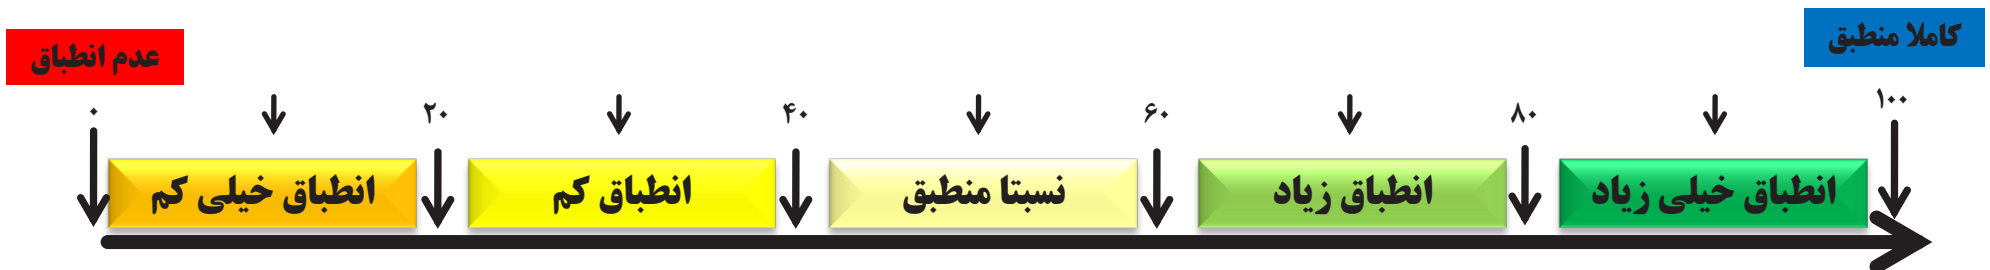 کاملا منطبق
عدم انطباق
۰ ۲۰ ۴۰ ۶۰ ۸۰ ۱۰۰
انطباق خیلی کم
انطباق کم
نسبتا منطبق
انطباق زیاد
انطباق خیلی زیاد